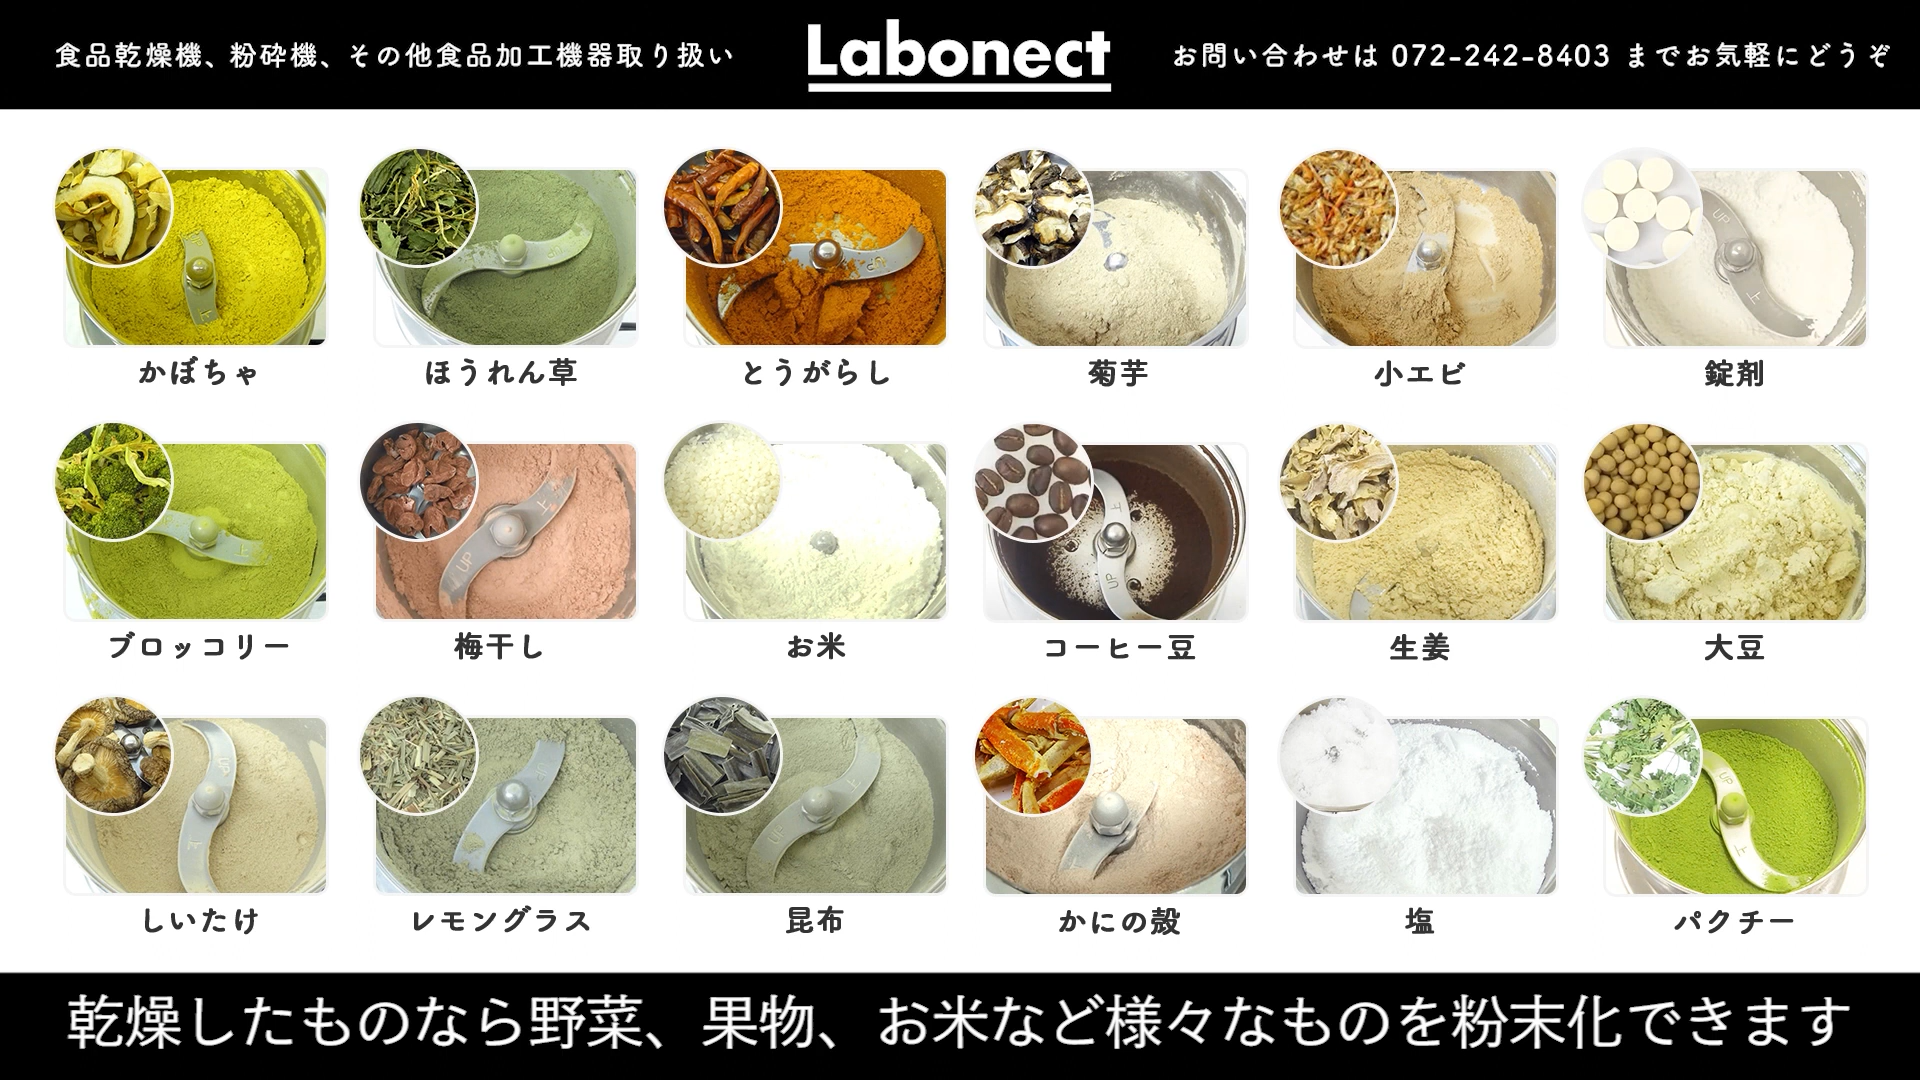 食品乾燥機、粉砕機、その他食品加工機器取り扱い
Labonect
お問い合わせは 072-242-8403 までお気軽にどうぞ
かぼちゃ
ほうれん草
とうがらし
菊芋
小エビ
錠剤
ブロッコリー
梅干し
お米
コーヒー豆
生姜
大豆
しいたけ
レモングラス
昆布
かにの殻
塩
パクチー
乾燥したものなら野菜、果物、お米など様々なものを粉末化できます